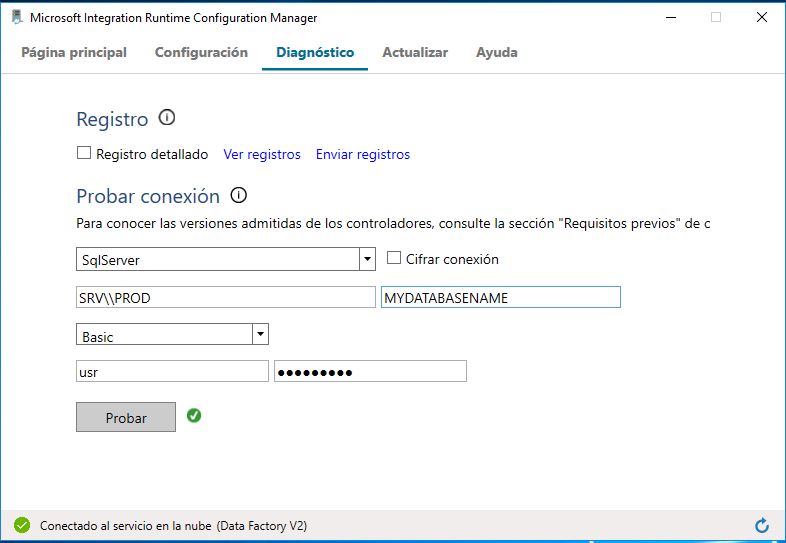 Microsoft Integration Runtime Configuration Manager
Página principal Configuración Diagnóstico Actualizar Ayuda
Registro
Registro detallado Ver registros Enviar registros
Probar conexión
Para conocer las versiones admitidas de los controladores, consulte la sección "Requisitos previos" de c
SqlServer Cifrar conexión
SRV\\PROD MYDATABASENAME
Basic
usr ●●●●●●●●●
Probar
Conectado al servicio en la nube (Data Factory V2)